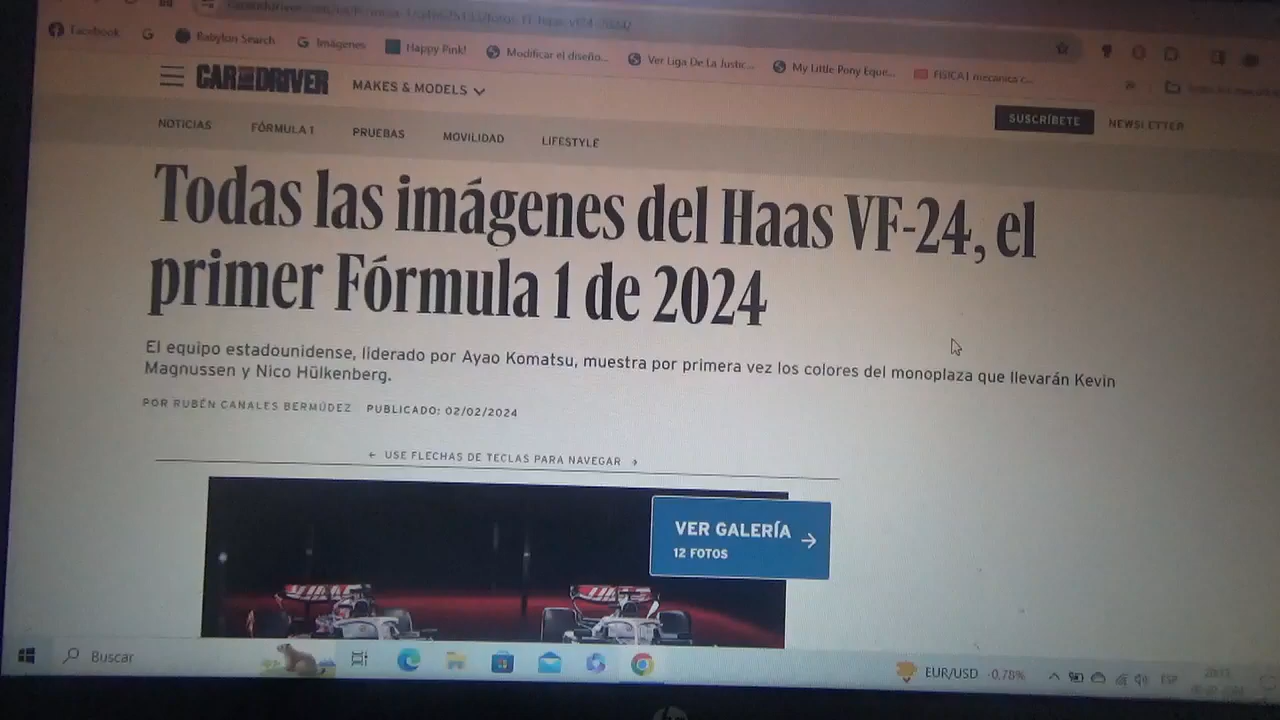 Facebook
Babylon Search
Imágenes
Happy Pink!
Modificar el diseño...
Ver Liga De La Justic...
My Little Pony Eque...
FISICA | mecanica c...
CAR AND DRIVER
MAKES & MODELS
SUSCRÍBETE
NEWSLETTER
NOTICIAS
FÓRMULA 1
PRUEBAS
MOVILIDAD
LIFESTYLE
Todas las imágenes del Haas VF-24, el
primer Fórmula 1 de 2024
El equipo estadounidense, liderado por Ayao Komatsu, muestra por primera vez los colores del monoplaza que llevarán Kevin
Magnussen y Nico Hülkenberg.
POR RUBÉN CANALES BERMÚDEZ PUBLICADO: 02/02/2024
← USE FLECHAS DE TECLAS PARA NAVEGAR →
VER GALERÍA →
12 FOTOS
Buscar
EUR/USD -0.78%
ESP
hp